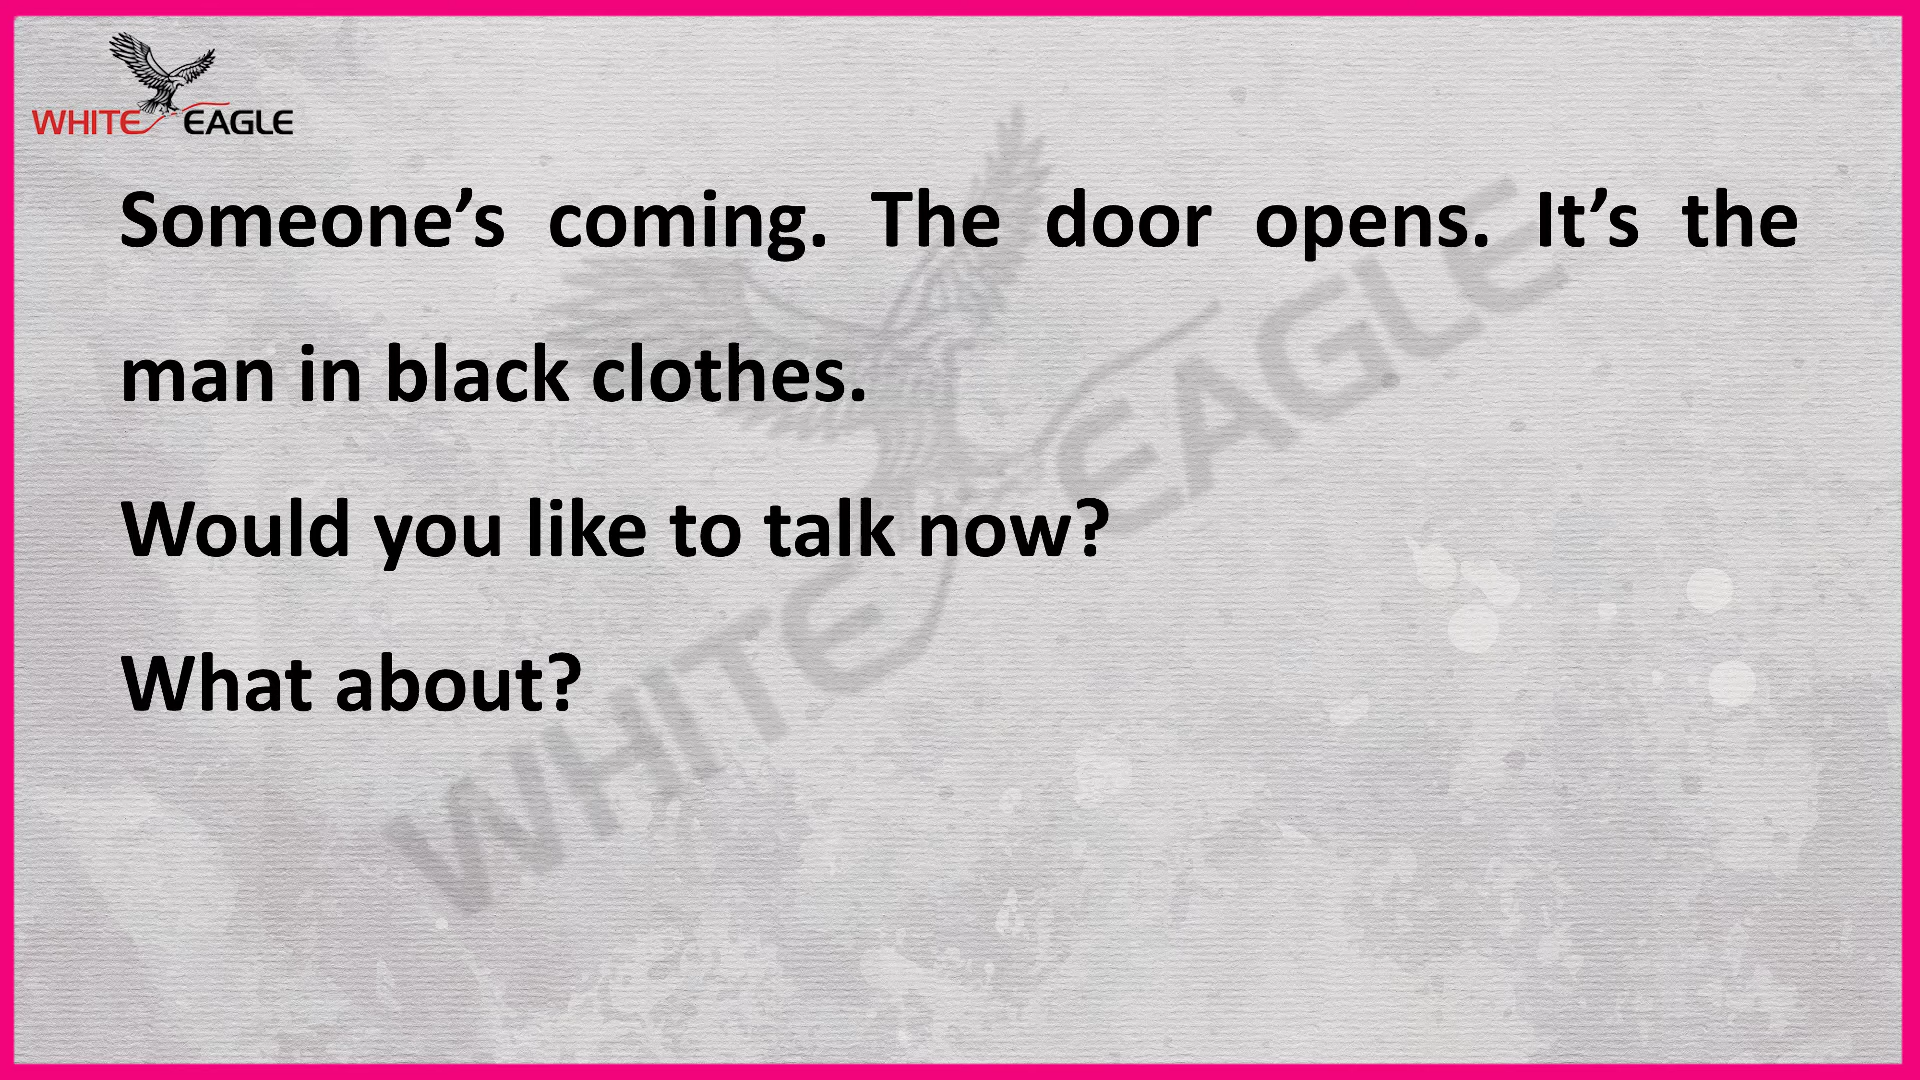 WHITE EAGLE
Someone’s coming. The door opens. It’s the
man in black clothes.
Would you like to talk now?
What about?
WHITE EAGLE